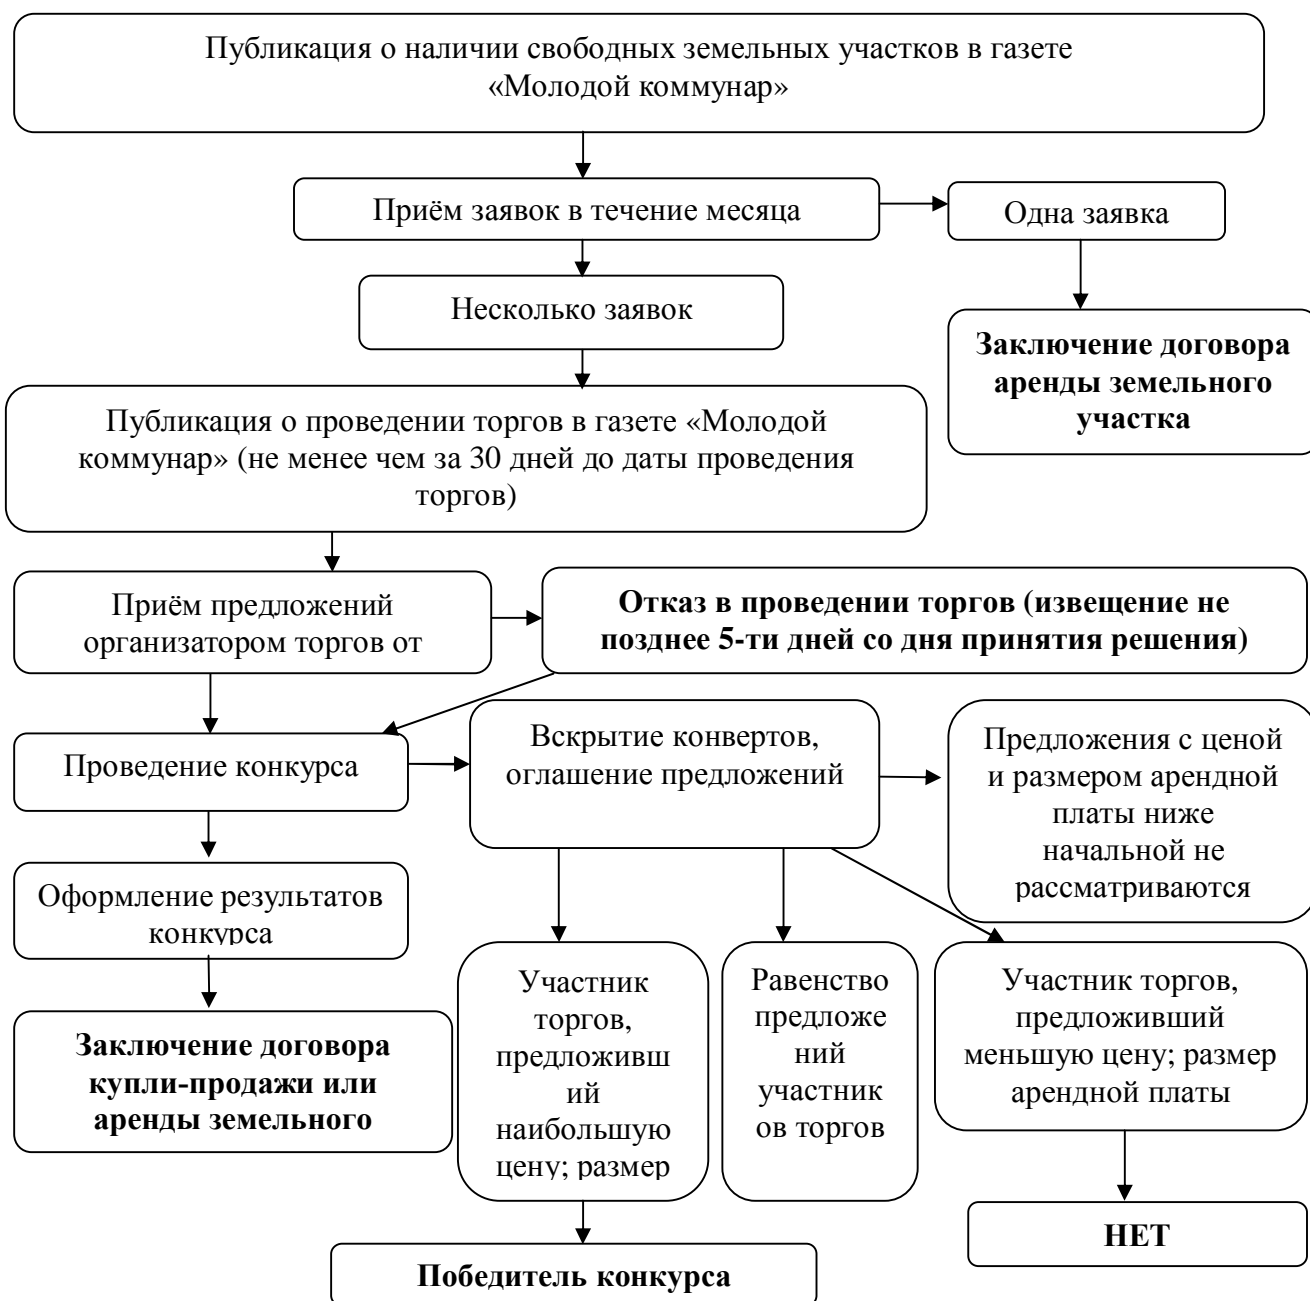 Публикация о наличии свободных земельных участков в газете
«Молодой коммунар»
Приём заявок в течение месяца
Одна заявка
Несколько заявок
Заключение договора
аренды земельного
участка
Публикация о проведении торгов в газете «Молодой
коммунар» (не менее чем за 30 дней до даты проведения
торгов)
Приём предложений
организатором торгов от
Отказ в проведении торгов (извещение не
позднее 5-ти дней со дня принятия решения)
Проведение конкурса
Вскрытие конвертов,
оглашение предложений
Предложения с ценой
и размером арендной
платы ниже
начальной не
рассматриваются
Оформление результатов
конкурса
Заключение договора
купли-продажи или
аренды земельного
Участник
торгов,
предложивш
ий
наибольшую
цену; размер
Равенство
предложе
ний
участник
ов торгов
Участник торгов,
предложивший
меньшую цену; размер
арендной платы
НЕТ
Победитель конкурса